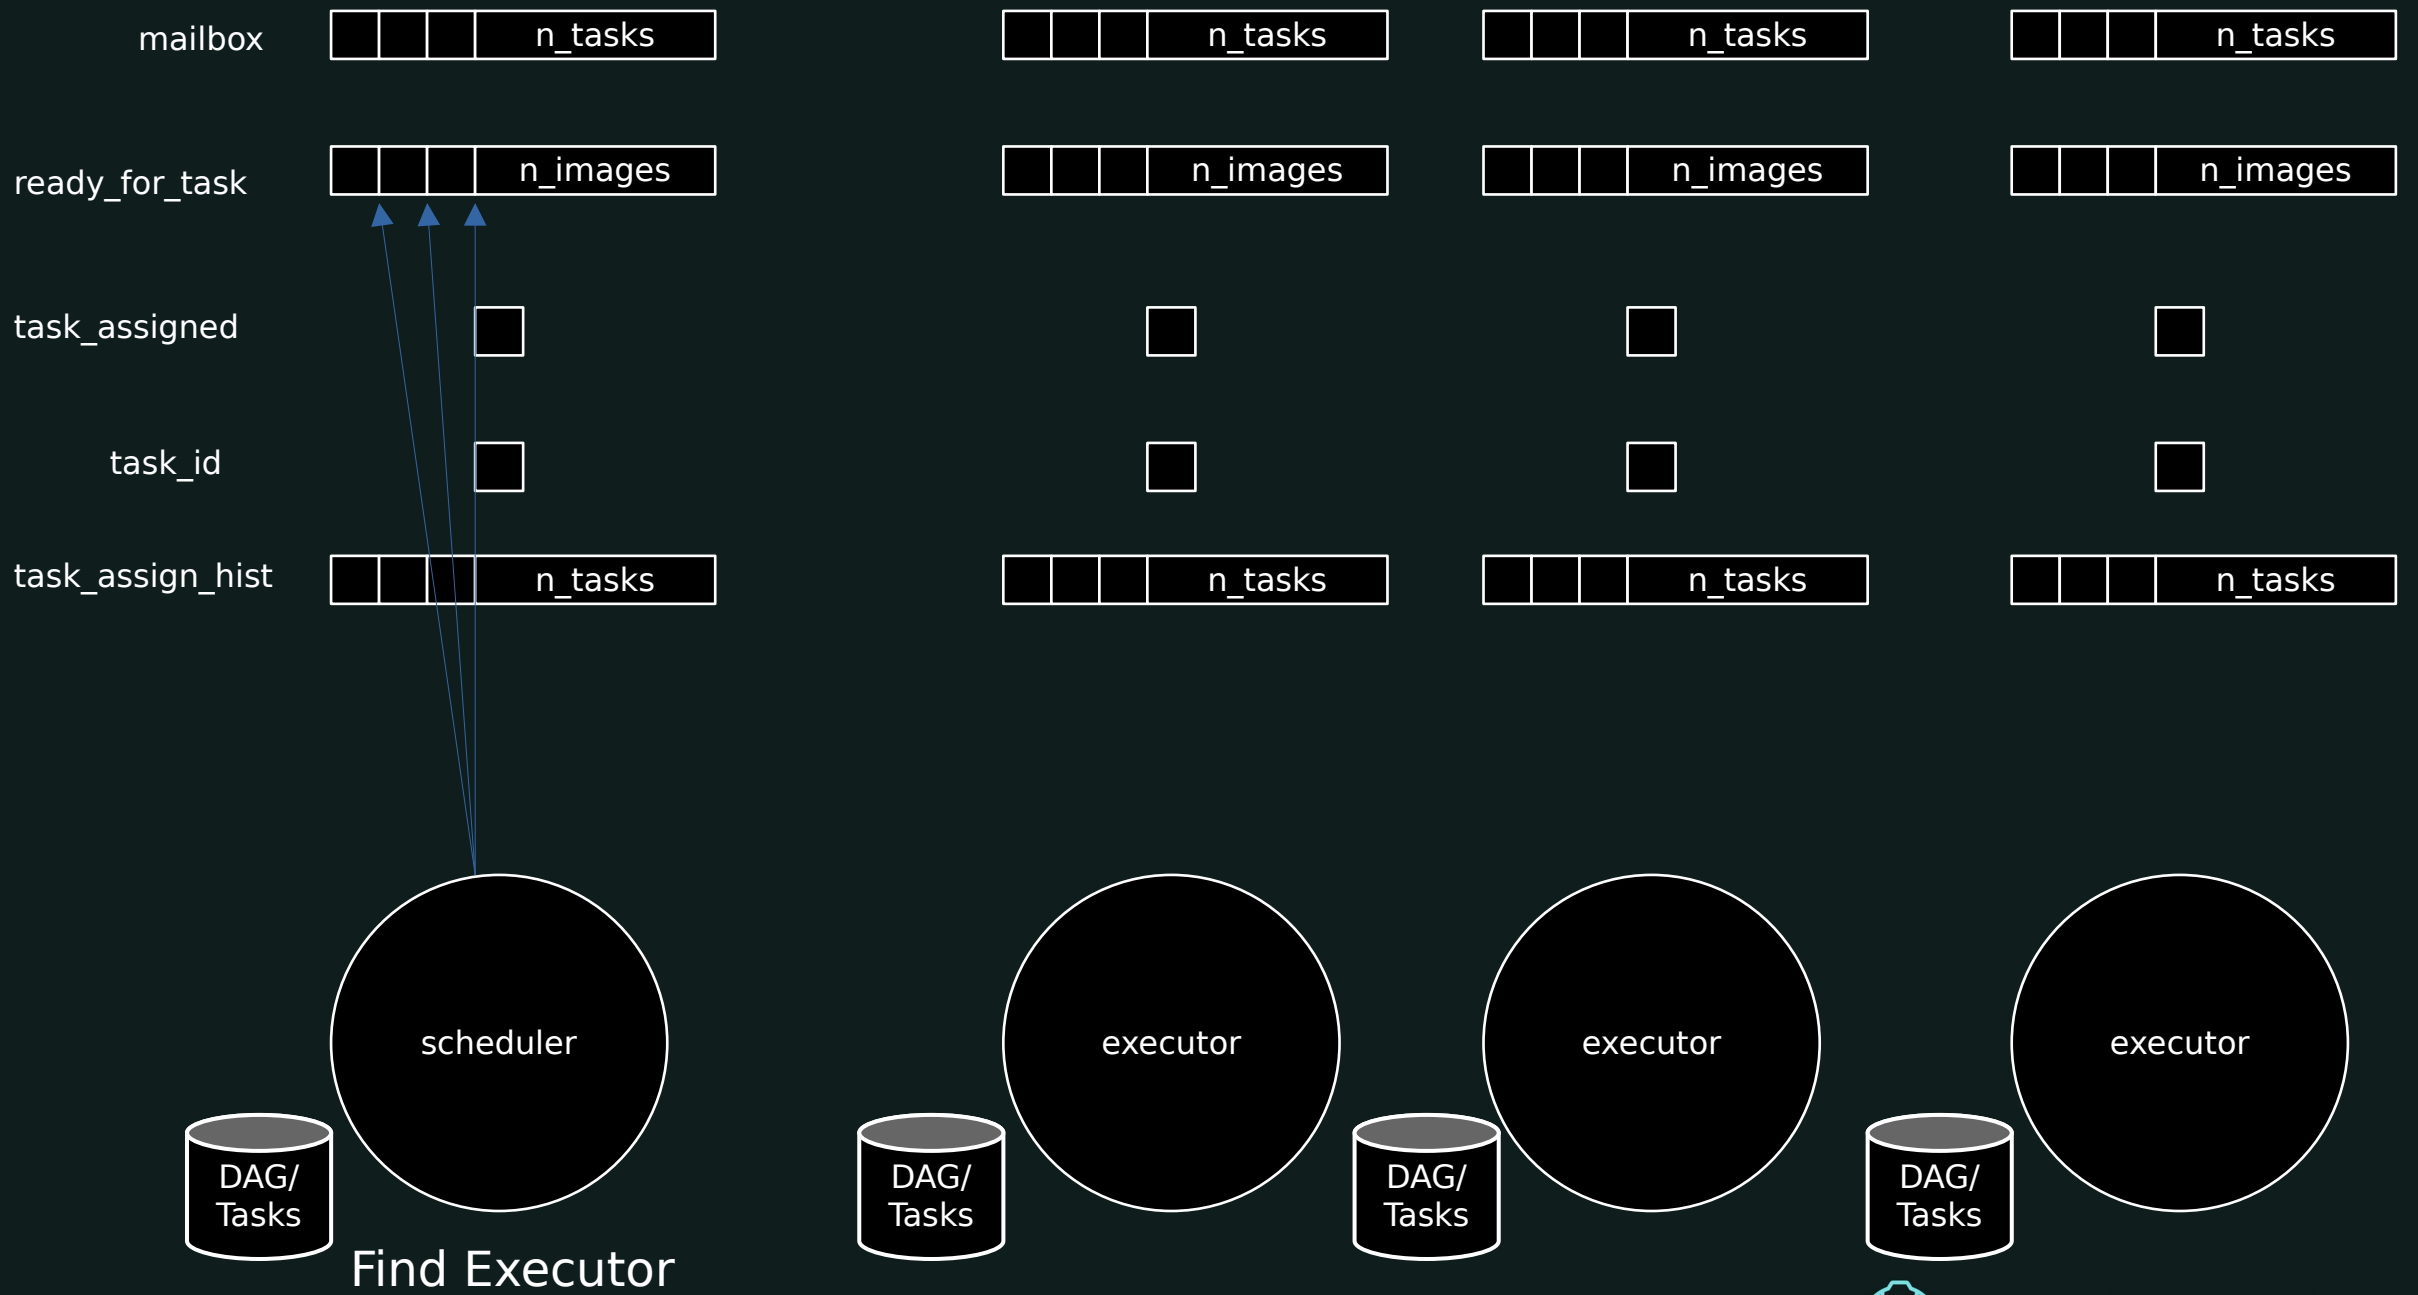 mailbox
n_tasks
n_tasks
n_tasks
n_tasks
ready_for_task
n_images
n_images
n_images
n_images
task_assigned
task_id
task_assign_hist
n_tasks
n_tasks
n_tasks
n_tasks
scheduler
executor
executor
executor
DAG/
Tasks
DAG/
Tasks
DAG/
Tasks
DAG/
Tasks
Find Executor